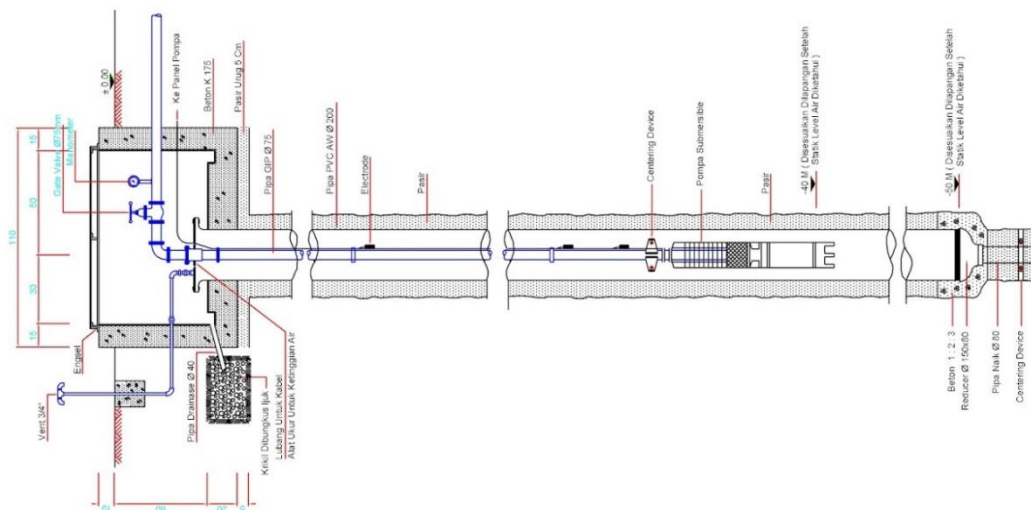 ± 0.00
Gate Valve Ø75mm
Manometer
Ke Panel Pompa
Beton K 175
Pasir Urug 5 Cm
Pipa GIP Ø 75
Pipa PVC AW Ø 200
Electrode
Pasir
Centering Device
Pompa Submersible
Pasir
-40 M ( Disesuaikan Dilapangan Setelah
Statik Level Air Diketahui )
-50 M ( Disesuaikan Dilapangan Setelah
Statik Level Air Diketahui )
15
50
110
30
15
Engsel
Vent 3/4"
Pipa Drainase Ø 40
Krikil Dibungkus Ijuk
Lubang Untuk Kabel
Alat Ukur Untuk Ketinggian Air
Beton 1 : 2 : 3
Reducer Ø 150x80
Pipa Naik Ø 80
Centering Device